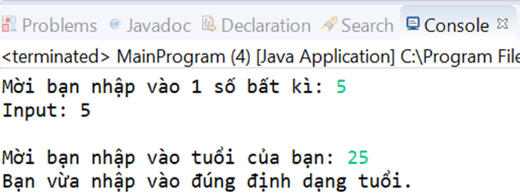 Problems @ Javadoc Declaration Search Console
<terminated> MainProgram (4) [Java Application] C:\Program File
Mời bạn nhập vào 1 số bất kì: 5
Input: 5
Mời bạn nhập vào tuổi của bạn: 25
Bạn vừa nhập vào đúng định dạng tuổi.